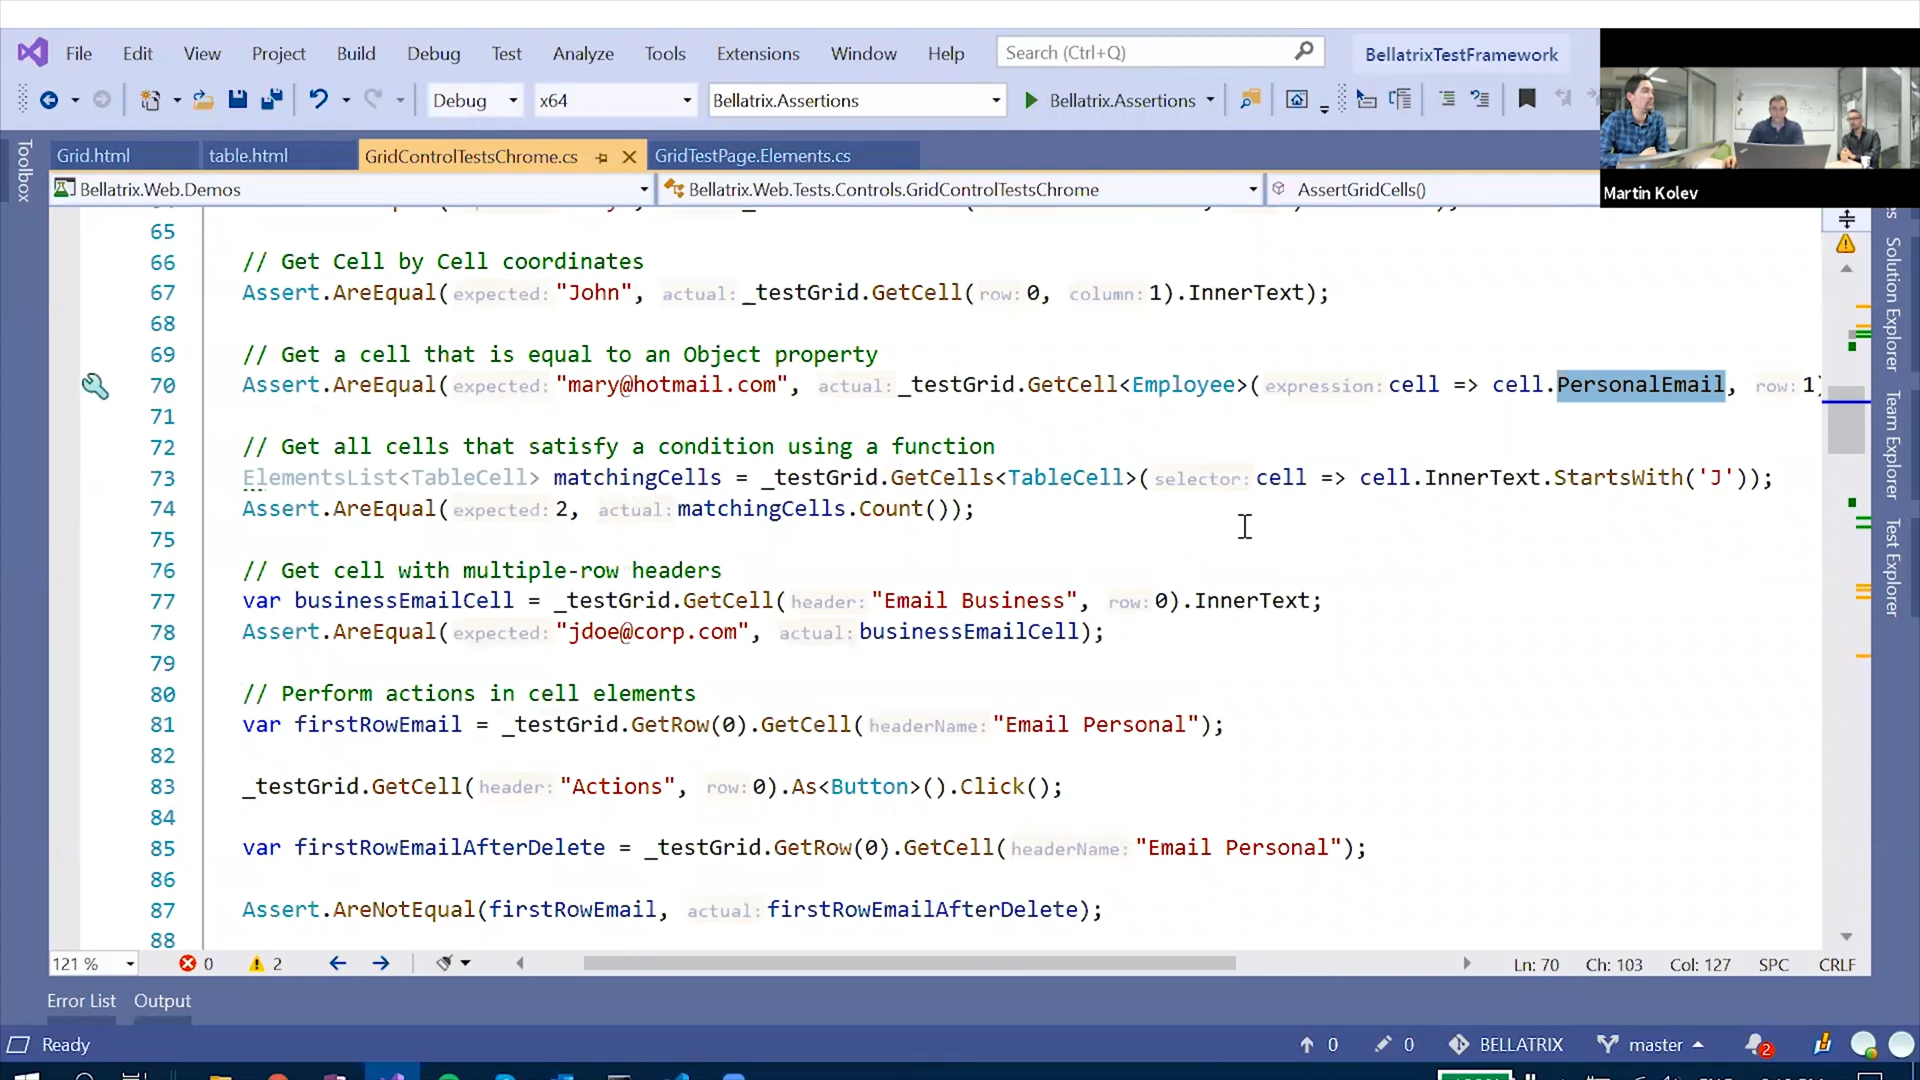 File Edit View Project Build Debug Test Analyze Tools Extensions Window Help Search (Ctrl+Q) BellatrixTestFramework
Debug x64 Bellatrix.Assertions Bellatrix.Assertions
Grid.html table.html GridControlTestsChrome.cs GridTestPage.Elements.cs
Bellatrix.Web.Demos Bellatrix.Web.Tests.Controls.GridControlTestsChrome AssertGridCells()
Martin Kolev
Toolbox
Solution Explorer
Team Explorer
Test Explorer
65
66 // Get Cell by Cell coordinates
67 Assert.AreEqual(expected: "John", actual: _testGrid.GetCell(row: 0, column: 1).InnerText);
68
69 // Get a cell that is equal to an Object property
70 Assert.AreEqual(expected: "mary@hotmail.com", actual: _testGrid.GetCell<Employee>(expression: cell => cell.PersonalEmail, row: 1)
71
72 // Get all cells that satisfy a condition using a function
73 ElementsList<TableCell> matchingCells = _testGrid.GetCells<TableCell>(selector: cell => cell.InnerText.StartsWith('J'));
74 Assert.AreEqual(expected: 2, actual: matchingCells.Count());
75
76 // Get cell with multiple-row headers
77 var businessEmailCell = _testGrid.GetCell(header: "Email Business", row: 0).InnerText;
78 Assert.AreEqual(expected: "jdoe@corp.com", actual: businessEmailCell);
79
80 // Perform actions in cell elements
81 var firstRowEmail = _testGrid.GetRow(0).GetCell(headerName: "Email Personal");
82
83 _testGrid.GetCell(header: "Actions", row: 0).As<Button>().Click();
84
85 var firstRowEmailAfterDelete = _testGrid.GetRow(0).GetCell(headerName: "Email Personal");
86
87 Assert.AreNotEqual(firstRowEmail, actual: firstRowEmailAfterDelete);
88
121 % 0 2 Ln: 70 Ch: 103 Col: 127 SPC CRLF
Error List Output
Ready 0 0 BELLATRIX master 2